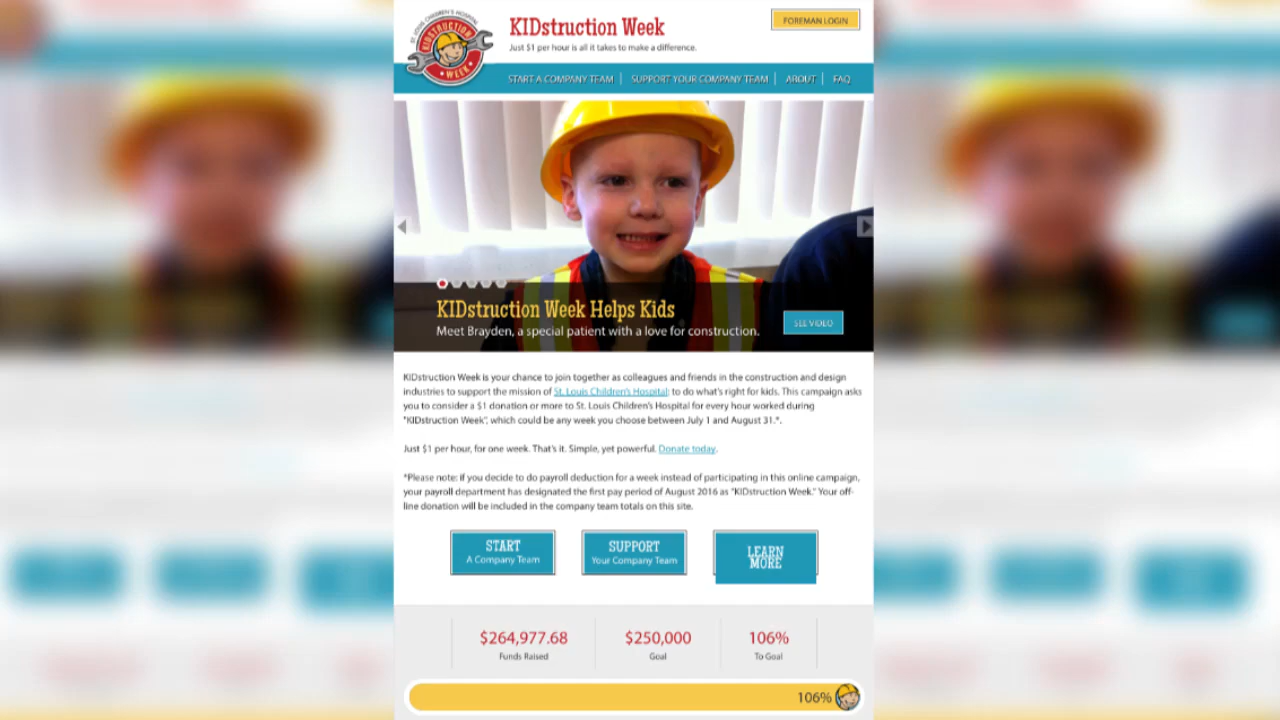 ST. LOUIS CHILDREN'S HOSPITAL
KIDSTRUCTION
WEEK
KIDstruction Week
Just $1 per hour is all it takes to make a difference.
FOREMAN LOGIN
START A COMPANY TEAM | SUPPORT YOUR COMPANY TEAM | ABOUT | FAQ
KIDstruction Week Helps Kids
Meet Brayden, a special patient with a love for construction.
SEE VIDEO
KIDstruction Week is your chance to join together as colleagues and friends in the construction and design
industries to support the mission of St. Louis Children's Hospital: to do what's right for kids. This campaign asks
you to consider a $1 donation or more to St. Louis Children's Hospital for every hour worked during
"KIDstruction Week", which could be any week you choose between July 1 and August 31.*.
Just $1 per hour, for one week. That's it. Simple, yet powerful. Donate today.
*Please note: if you decide to do payroll deduction for a week instead of participating in this online campaign,
your payroll department has designated the first pay period of August 2016 as "KIDstruction Week." Your off-
line donation will be included in the company team totals on this site.
START
A Company Team
SUPPORT
Your Company Team
LEARN
MORE
$264,977.68
Funds Raised
$250,000
Goal
106%
To Goal
106%